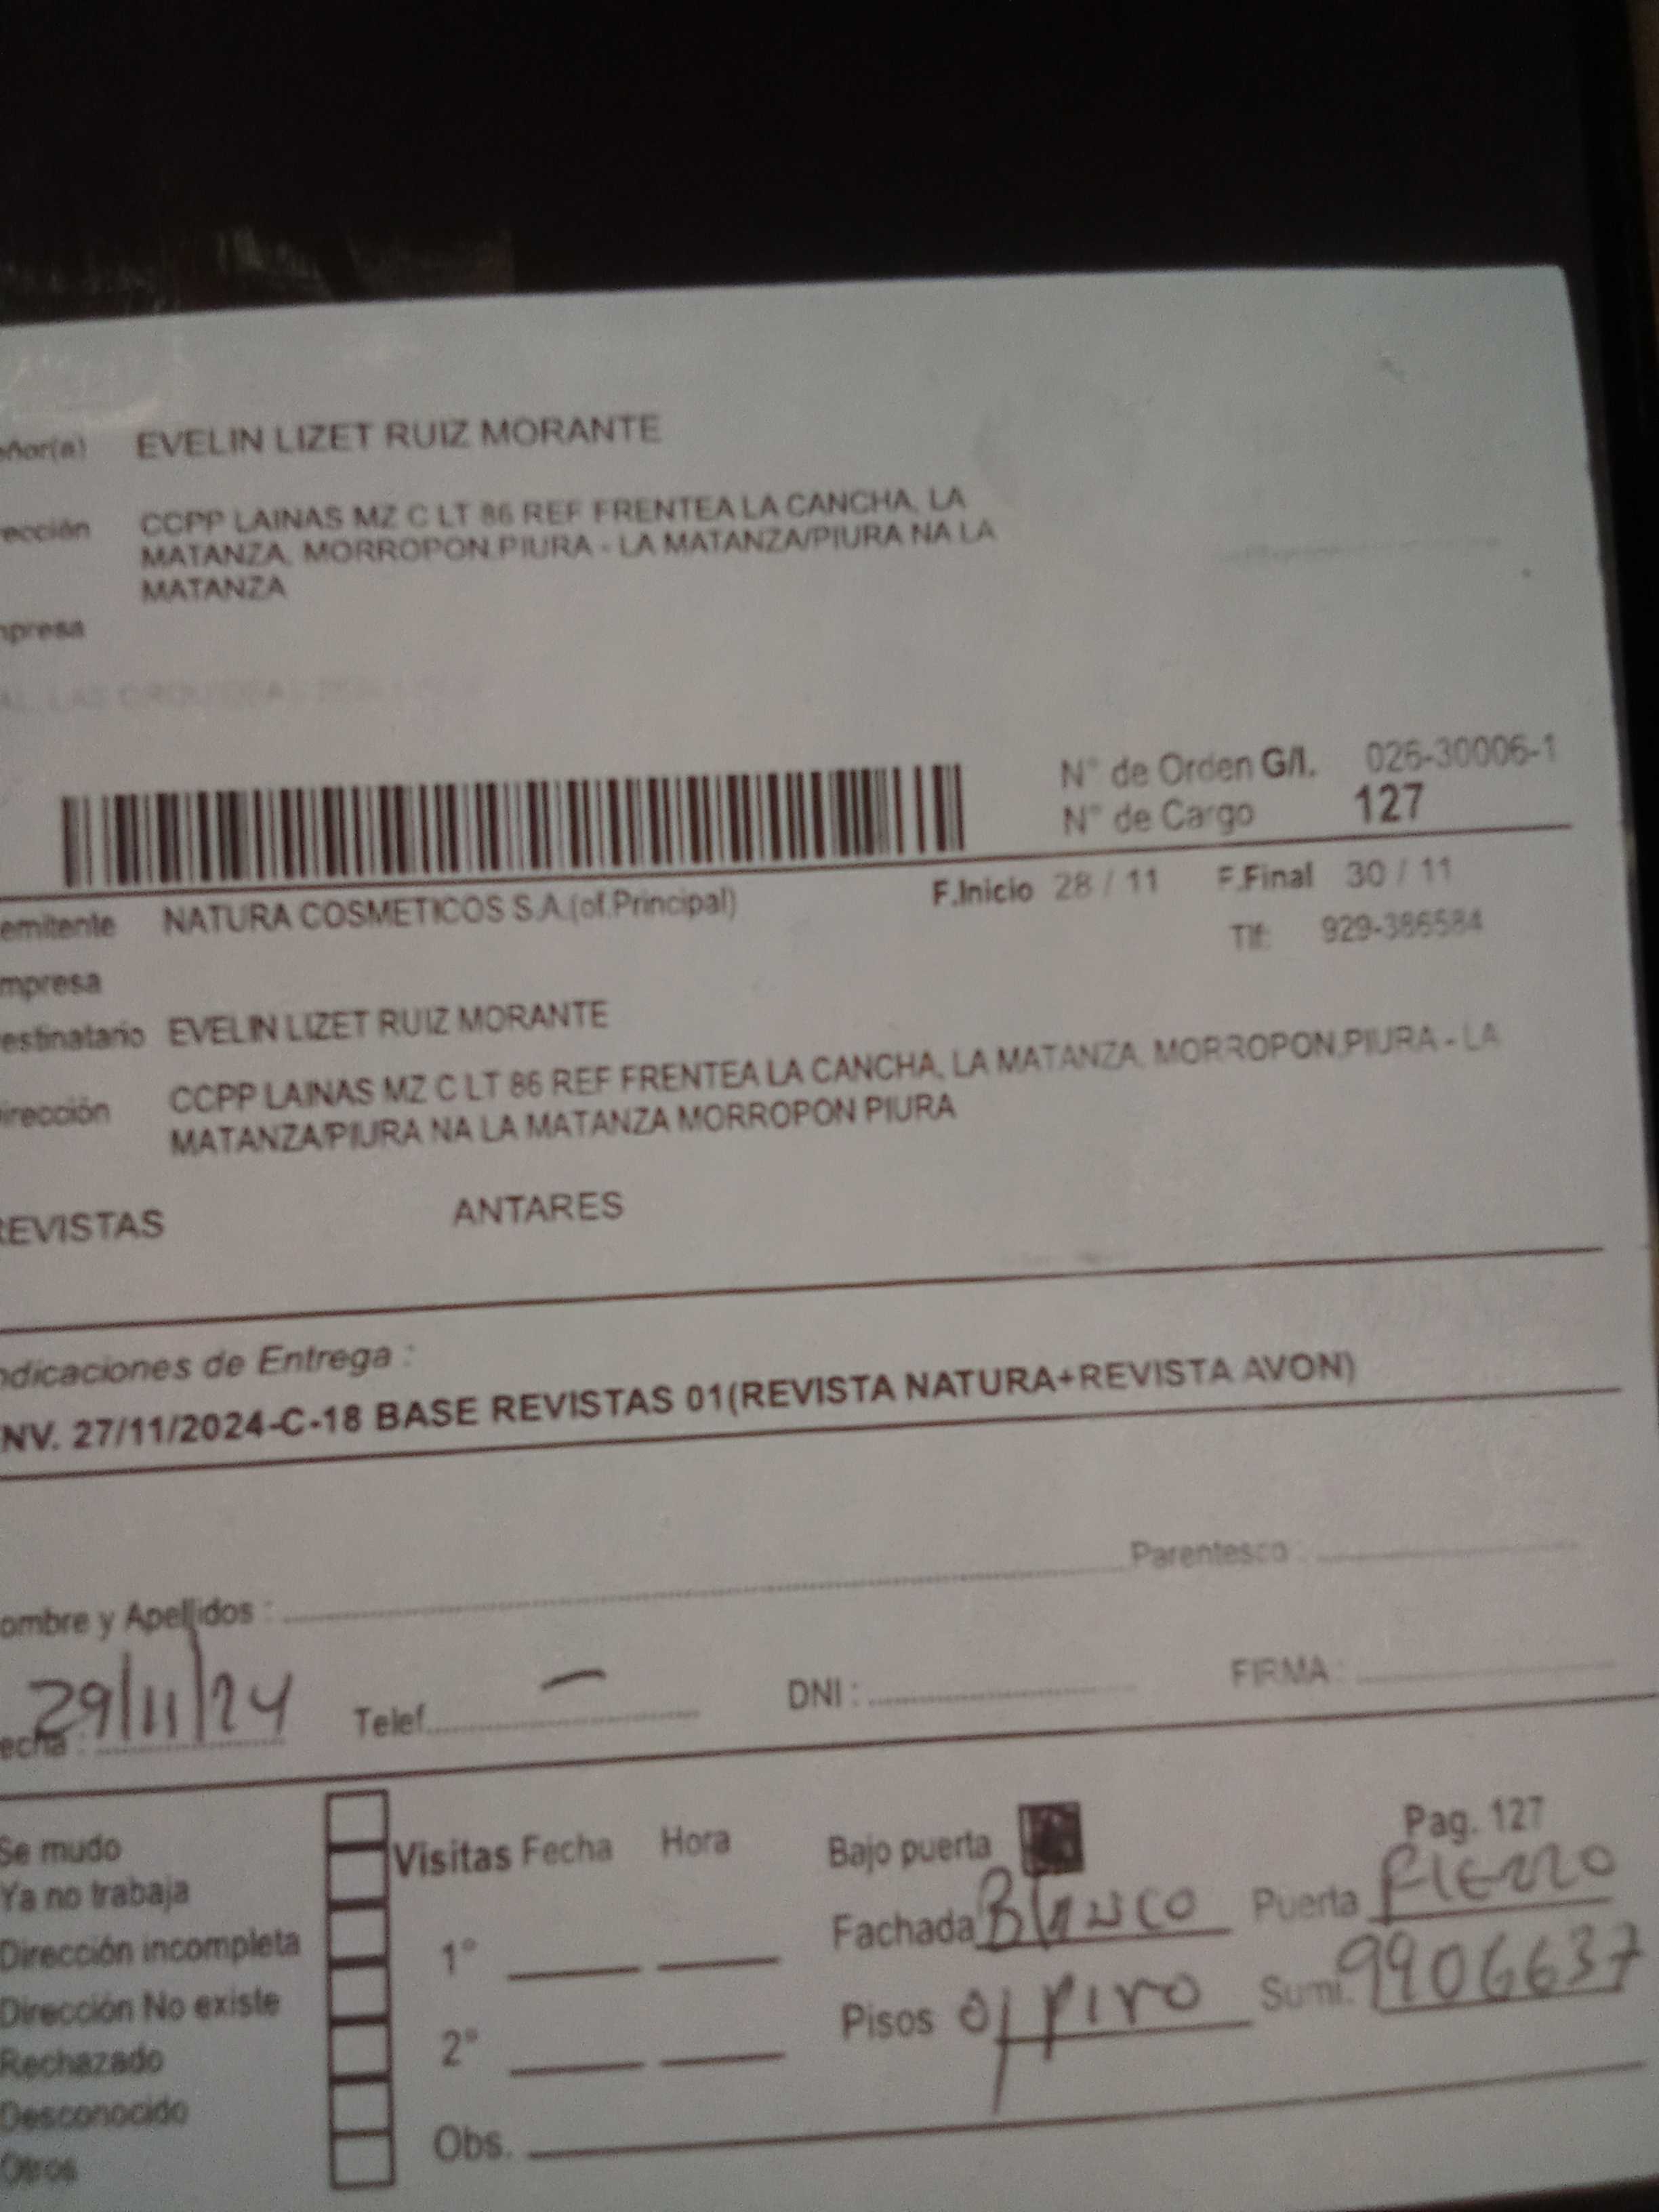 eñor(a) EVELIN LIZET RUIZ MORANTE
rección CCPP LAINAS MZ C LT 86 REF FRENTEA LA CANCHA, LA
MATANZA, MORROPON,PIURA - LA MATANZA/PIURA NA LA
MATANZA
mpresa
N° de Orden G/I. 026-30006-1
N° de Cargo 127
emitente NATURA COSMETICOS S.A.(of.Principal) F.Inicio 28 / 11 F.Final 30 / 11
Tlf: 929-386584
mpresa
estinatario EVELIN LIZET RUIZ MORANTE
irección CCPP LAINAS MZ C LT 86 REF FRENTEA LA CANCHA, LA MATANZA, MORROPON,PIURA - LA
MATANZA/PIURA NA LA MATANZA MORROPON PIURA
REVISTAS ANTARES
ndicaciones de Entrega :
NV. 27/11/2024-C-18 BASE REVISTAS 01(REVISTA NATURA+REVISTA AVON)
Parentesco :
ombre y Apellidos :
echa : 29/11/24 Telef. — DNI : FIRMA :
Se mudo
Ya no trabaja
Dirección incompleta
Dirección No existe
Rechazado
Desconocido
Otros
Visitas Fecha Hora
1°
2°
Obs.
Bajo puerta Pag. 127
Fachada Blanco Puerta Fierro
Pisos 01 piso Sumi. 9906637